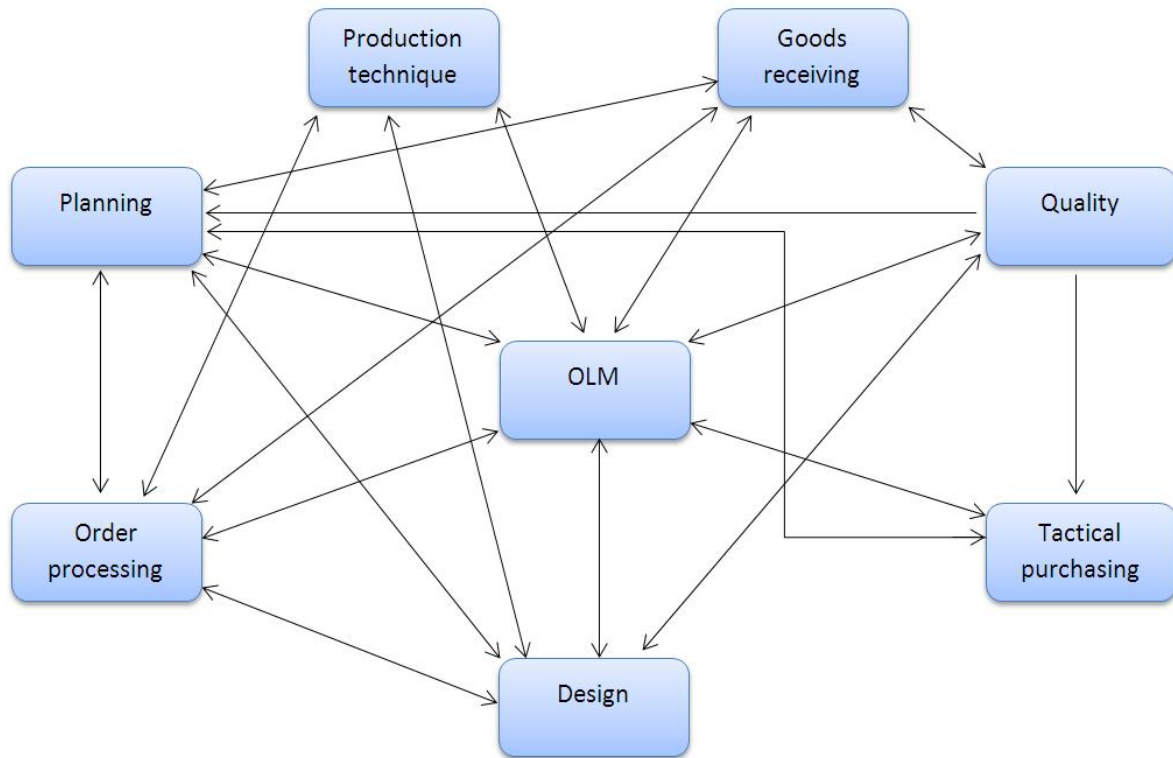 Production
technique
Goods
receiving
Planning
Quality
OLM
Order
processing
Tactical
purchasing
Design